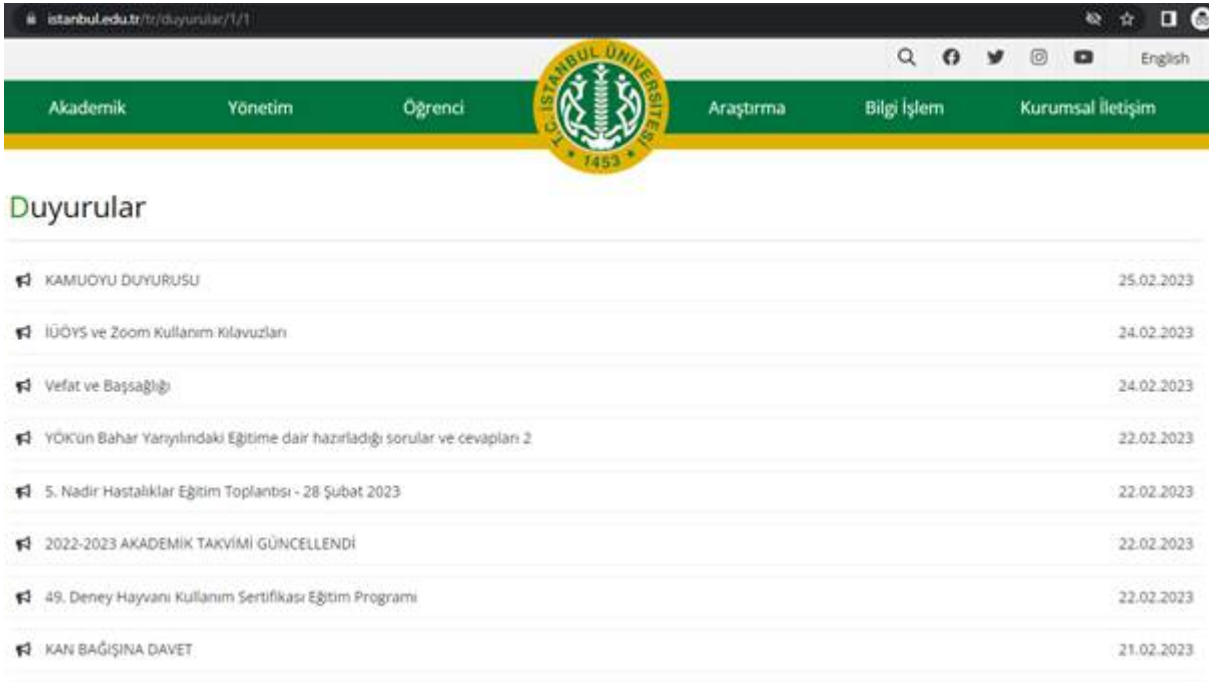 istanbul.edu.tr/tr/duyurular/1/1
English
Akademik Yönetim Öğrenci Araştırma Bilgi İşlem Kurumsal İletişim
T.C. İSTANBUL ÜNİVERSİTESİ
1453
Duyurular
KAMUOYU DUYURUSU 25.02.2023
İÜÖYS ve Zoom Kullanım Kılavuzları 24.02.2023
Vefat ve Başsağlığı 24.02.2023
YÖK'ün Bahar Yarıyılındaki Eğitime dair hazırladığı sorular ve cevapları 2 22.02.2023
5. Nadir Hastalıklar Eğitim Toplantısı - 28 Şubat 2023 22.02.2023
2022-2023 AKADEMİK TAKVİMİ GÜNCELLENDİ 22.02.2023
49. Deney Hayvanı Kullanım Sertifikası Eğitim Programı 22.02.2023
KAN BAĞIŞINA DAVET 21.02.2023